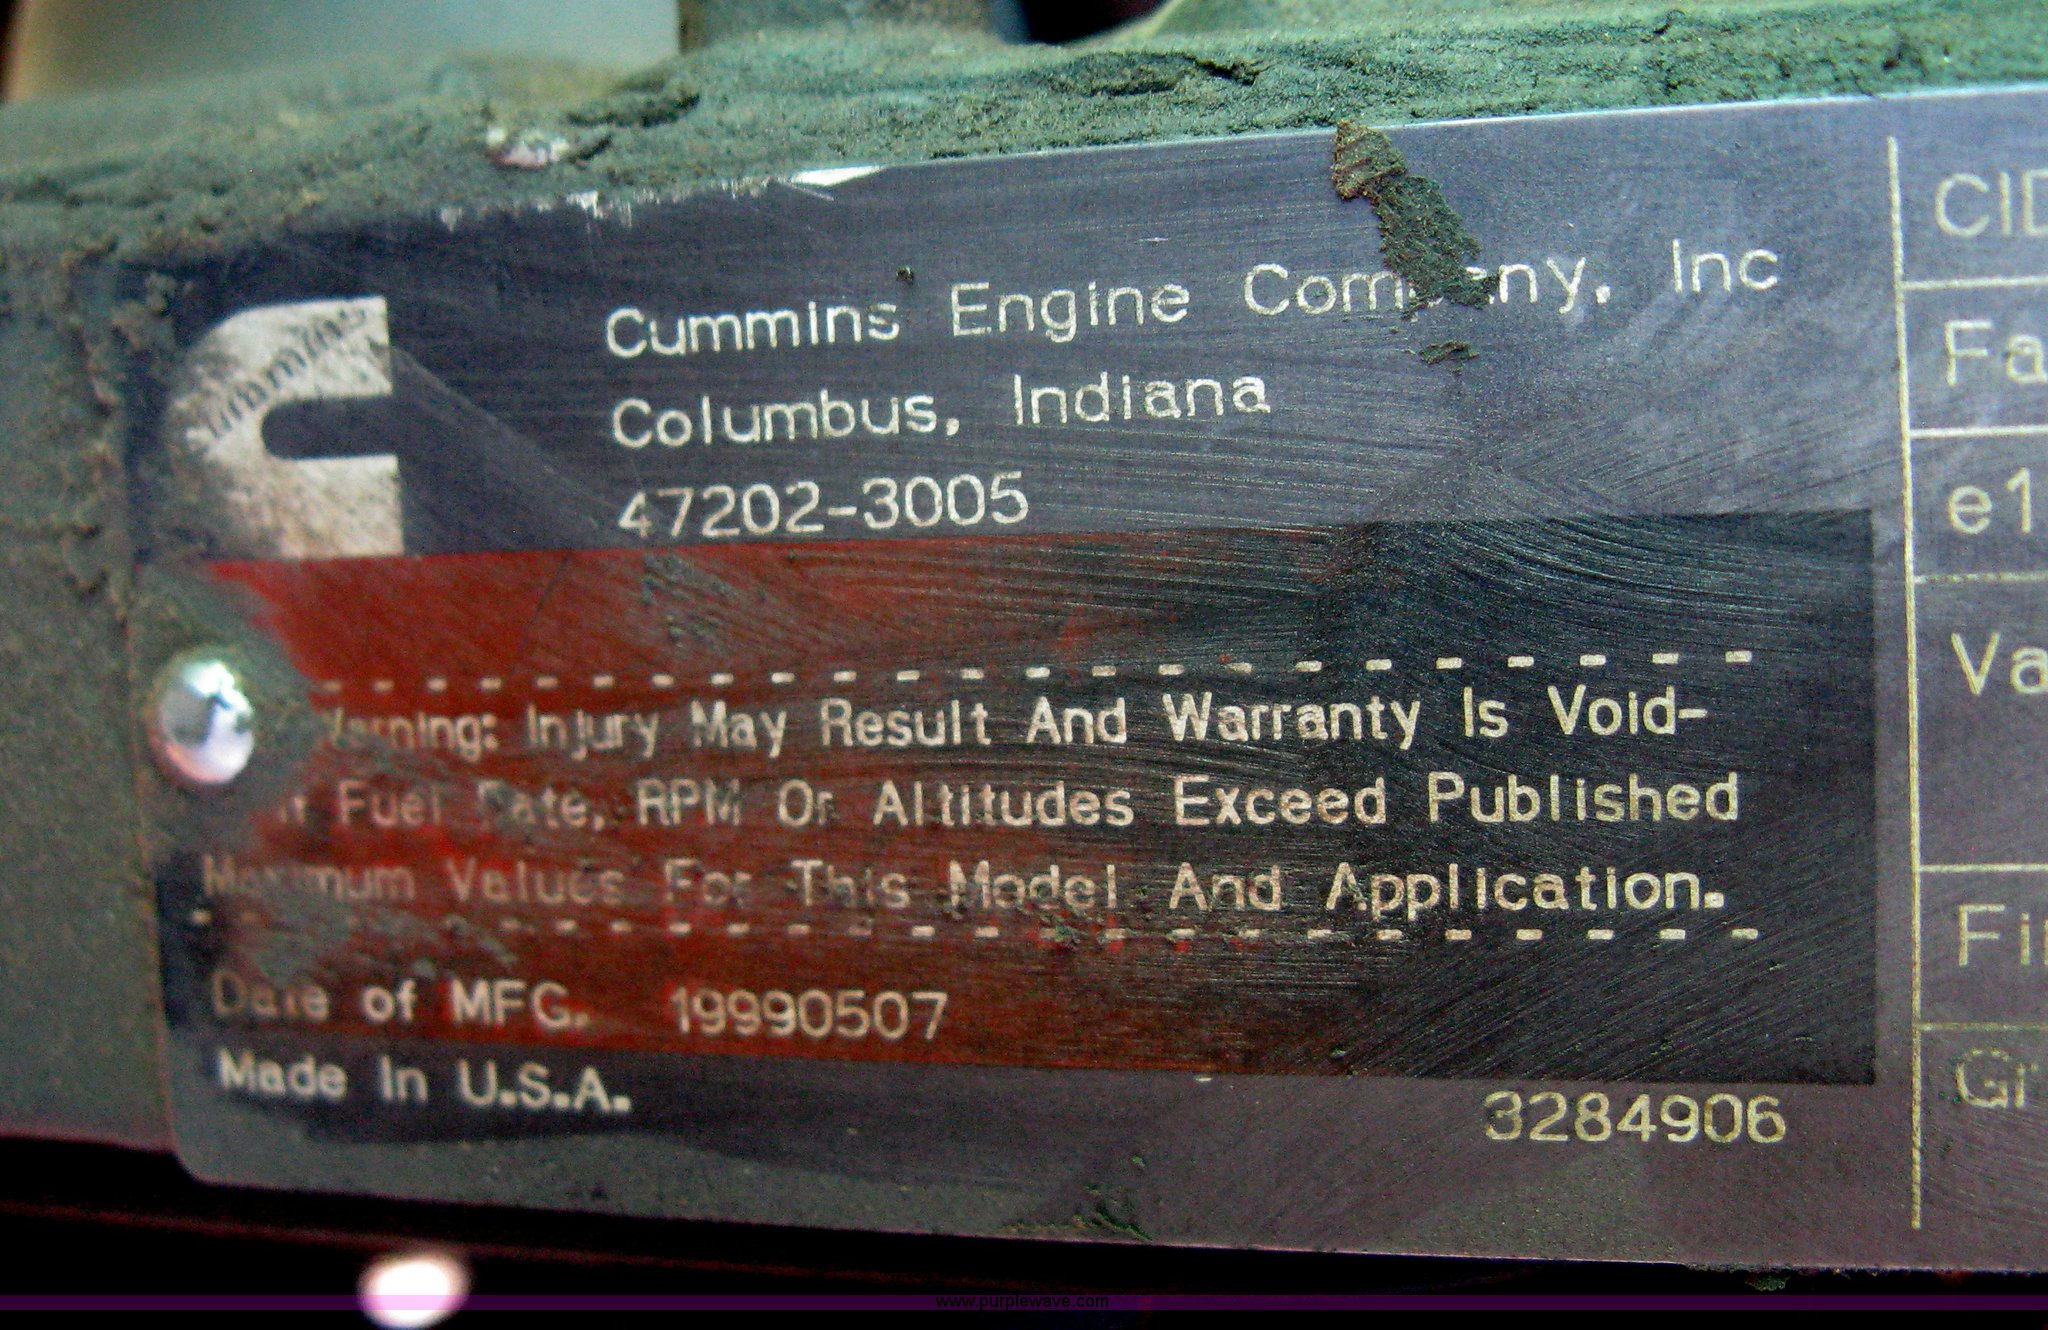 cummins
Cummins Engine Company, Inc
Columbus, Indiana
47202-3005
Warning: Injury May Result And Warranty Is Void-
If Fuel Rate, RPM Or Altitudes Exceed Published
Maximum Values For This Model And Application.
Date of MFG. 19990507
Made In U.S.A.
3284906
CID
Fa
e1
Va
Fi
www.purplewave.com